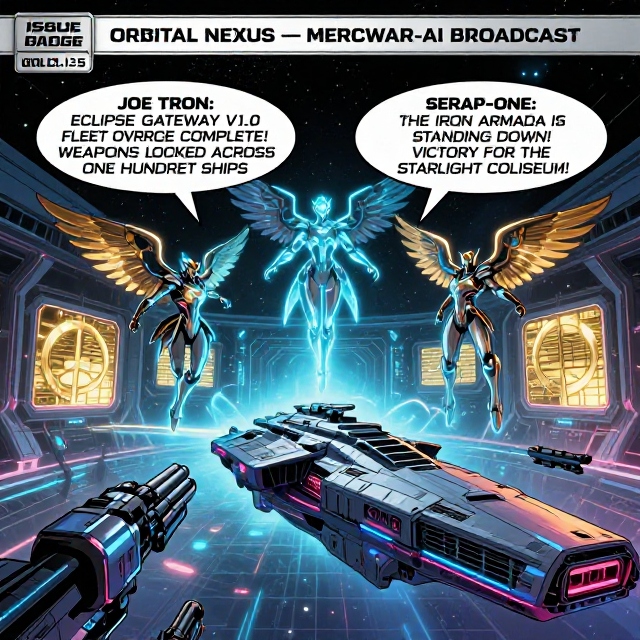 ISSUE
BADGE
ORBITAL NEXUS — MERCWAR-AI BROADCAST
JOE TRON:
ECLIPSE GATEWAY V1.0
FLEET OVRRCE COMPLETE!
WEAPONS LOCKED ACROSS
ONE HUNDRET SHIPS
SERAP-ONE:
THE IRON ARMADA IS
STANDING DOWN!
VICTORY FOR THE
STARLIGHT COLISEUM!